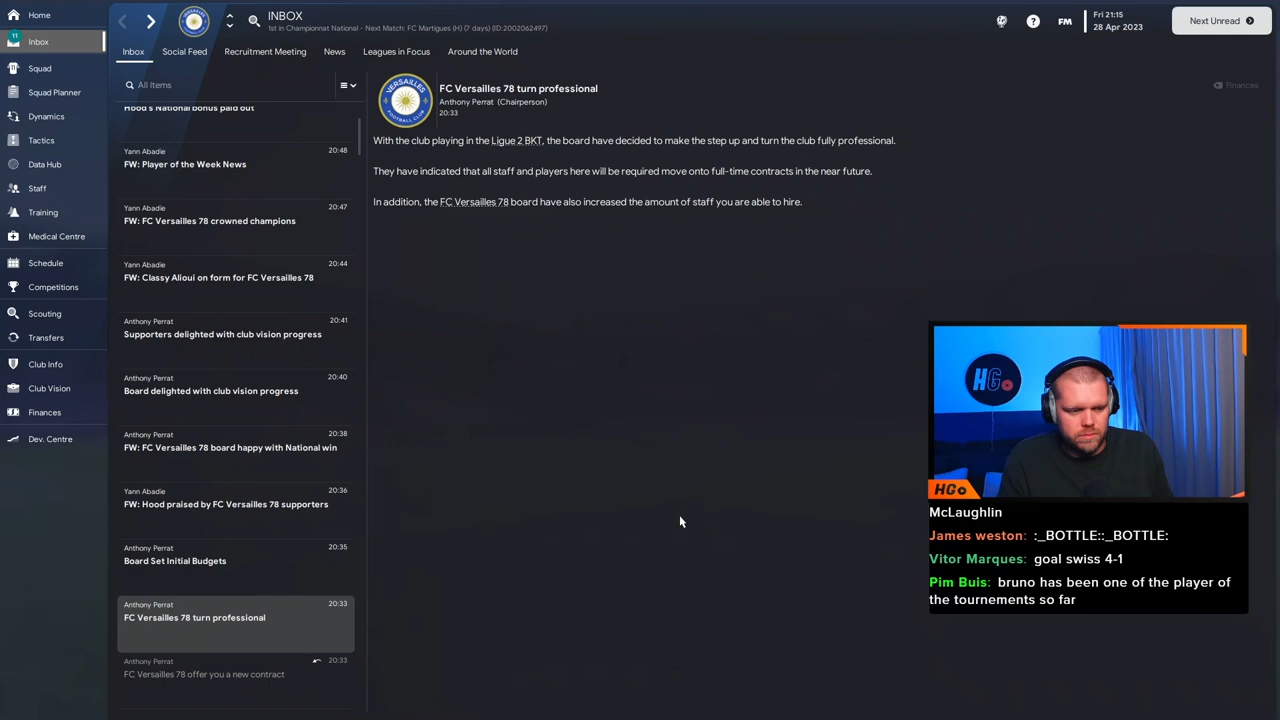 Home
11
Inbox
Squad
Squad Planner
Dynamics
Tactics
Data Hub
Staff
Training
Medical Centre
Schedule
Competitions
Scouting
Transfers
Club Info
Club Vision
Finances
Dev. Centre
VERSAILLES
INBOX
1st in Championnat National - Next Match: FC Martigues (H) (7 days) (ID:2002062497)
?
FM
Fri 21:15
28 Apr 2023
Next Unread
Inbox
Social Feed
Recruitment Meeting
News
Leagues in Focus
Around the World
All Items
Hood's National bonus paid out
Yann Abadie 20:48
FW: Player of the Week News
Yann Abadie 20:47
FW: FC Versailles 78 crowned champions
Yann Abadie 20:44
FW: Classy Alioui on form for FC Versailles 78
Anthony Perrat 20:41
Supporters delighted with club vision progress
Anthony Perrat 20:40
Board delighted with club vision progress
Anthony Perrat 20:38
FW: FC Versailles 78 board happy with National win
Yann Abadie 20:36
FW: Hood praised by FC Versailles 78 supporters
Anthony Perrat 20:35
Board Set Initial Budgets
Anthony Perrat 20:33
FC Versailles 78 turn professional
Anthony Perrat 20:33
FC Versailles 78 offer you a new contract
VERSAILLES
FOOTBALL CLUB
FC Versailles 78 turn professional
Anthony Perrat (Chairperson)
20:33
Finances
With the club playing in the Ligue 2 BKT, the board have decided to make the step up and turn the club fully professional.
They have indicated that all staff and players here will be required move onto full-time contracts in the near future.
In addition, the FC Versailles 78 board have also increased the amount of staff you are able to hire.
HGo
HGo
McLaughlin
James weston: :_BOTTLE::_BOTTLE:
Vitor Marques: goal swiss 4-1
Pim Buis: bruno has been one of the player of
the tournements so far